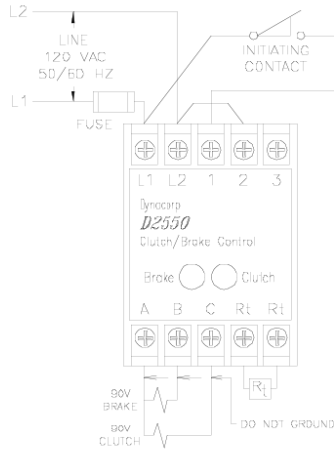 L2
LINE
120 VAC
50/60 HZ
INITIATING
CONTACT
L1
FUSE
L1 L2 1 2 3
Dynacorp
D2550
Clutch/Brake Control
Brake Clutch
A B C Rt Rt
90V
BRAKE
Rt
DO NOT GROUND
90V
CLUTCH